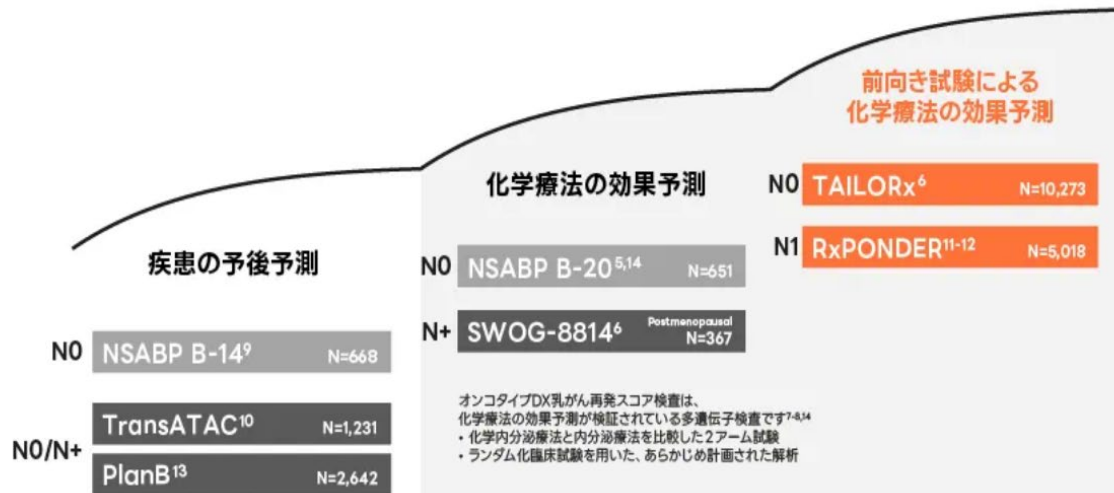 疾患の予後予測
N0 NSABP B-14⁹ N=668
N0/N+
TransATAC¹⁰ N=1,231
PlanB¹³ N=2,642
化学療法の効果予測
N0 NSABP B-20⁵,¹⁴ N=651
N+ SWOG-8814⁶ Postmenopausal
N=367
オンコタイプDX乳がん再発スコア検査は、
化学療法の効果予測が検証されている多遺伝子検査です⁷⁻⁸,¹⁴
・化学内分泌療法と内分泌療法を比較した2アーム試験
・ランダム化臨床試験を用いた、あらかじめ計画された解析
前向き試験による
化学療法の効果予測
N0 TAILORx⁶ N=10,273
N1 RxPONDER¹¹⁻¹² N=5,018